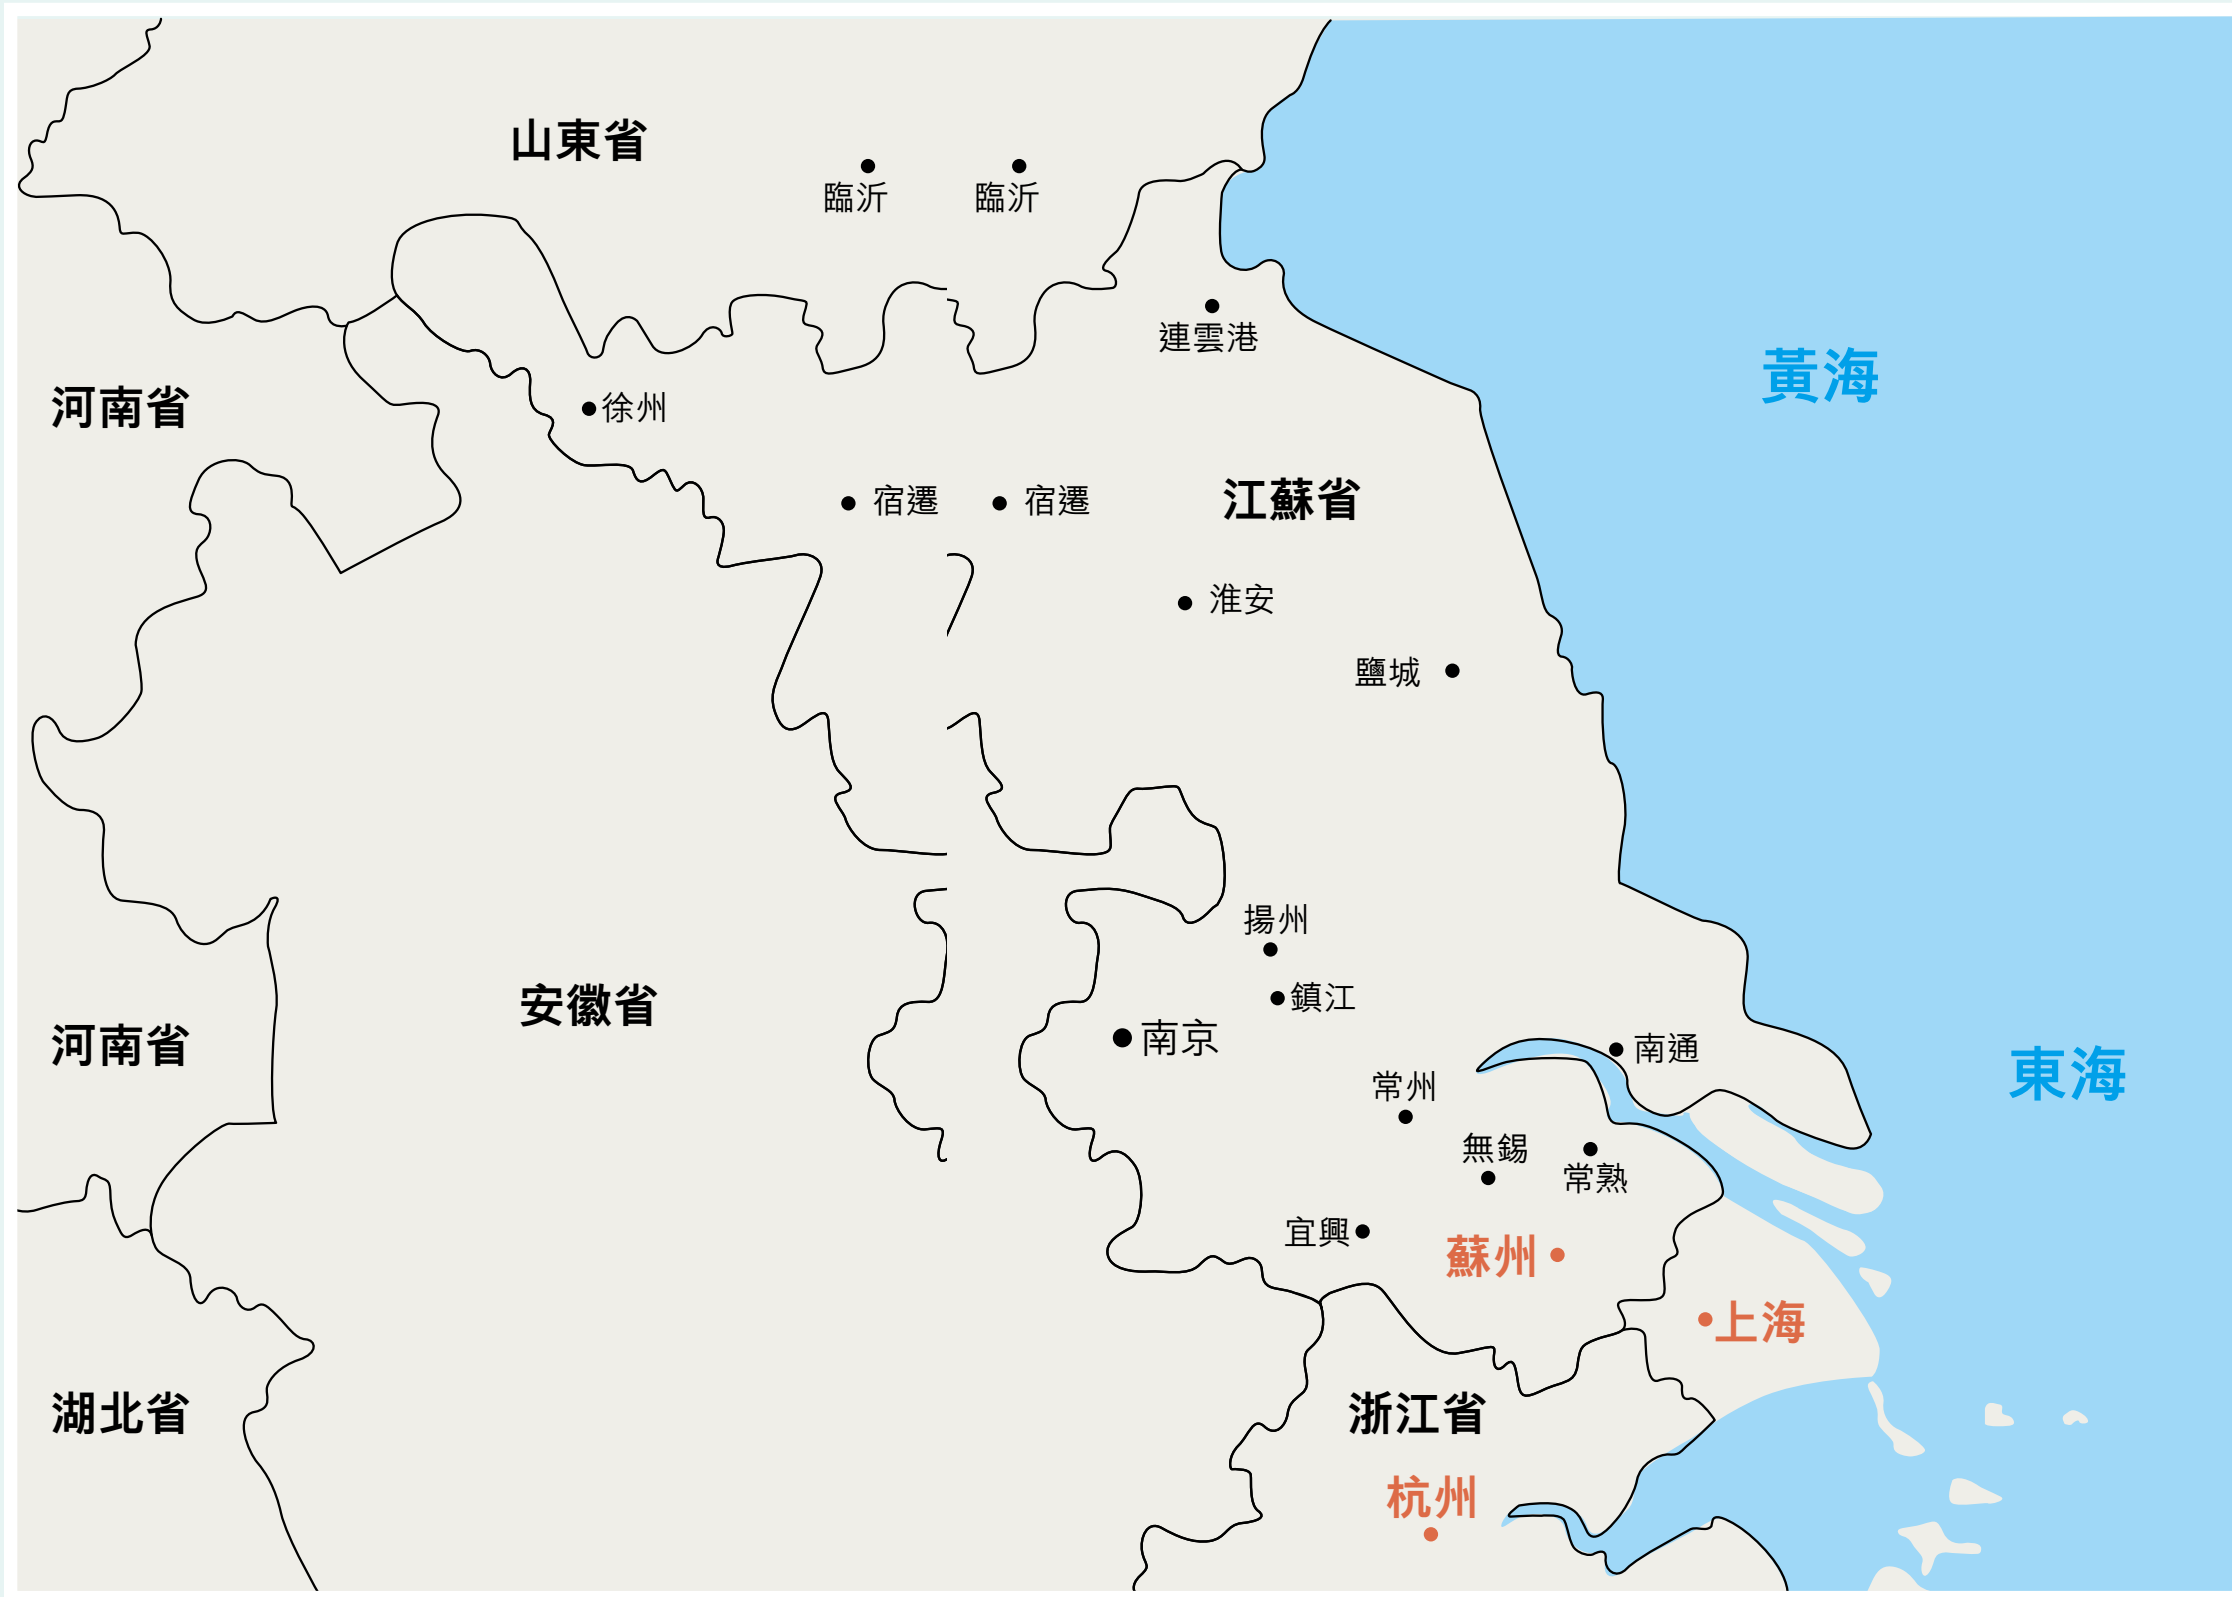 山東省
臨沂
臨沂
連雲港
黃海
河南省
徐州
宿遷
宿遷
江蘇省
淮安
鹽城
揚州
鎮江
安徽省
南京
河南省
南通
東海
常州
無錫
常熟
宜興
蘇州
上海
湖北省
浙江省
杭州